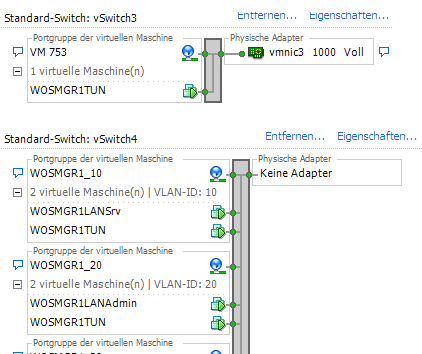 Standard-Switch: vSwitch3 Entfernen... Eigenschaften...
Portgruppe der virtuellen Maschine Physische Adapter
VM 753 vmnic3 1000 Voll
1 virtuelle Maschine(n)
WOSMGR1TUN
Standard-Switch: vSwitch4 Entfernen... Eigenschaften...
Portgruppe der virtuellen Maschine Physische Adapter
WOSMGR1_10 Keine Adapter
2 virtuelle Maschine(n) | VLAN-ID: 10
WOSMGR1LANSrv
WOSMGR1TUN
Portgruppe der virtuellen Maschine
WOSMGR1_20
2 virtuelle Maschine(n) | VLAN-ID: 20
WOSMGR1LANAdmin
WOSMGR1TUN
Portgruppe der virtuellen Maschine